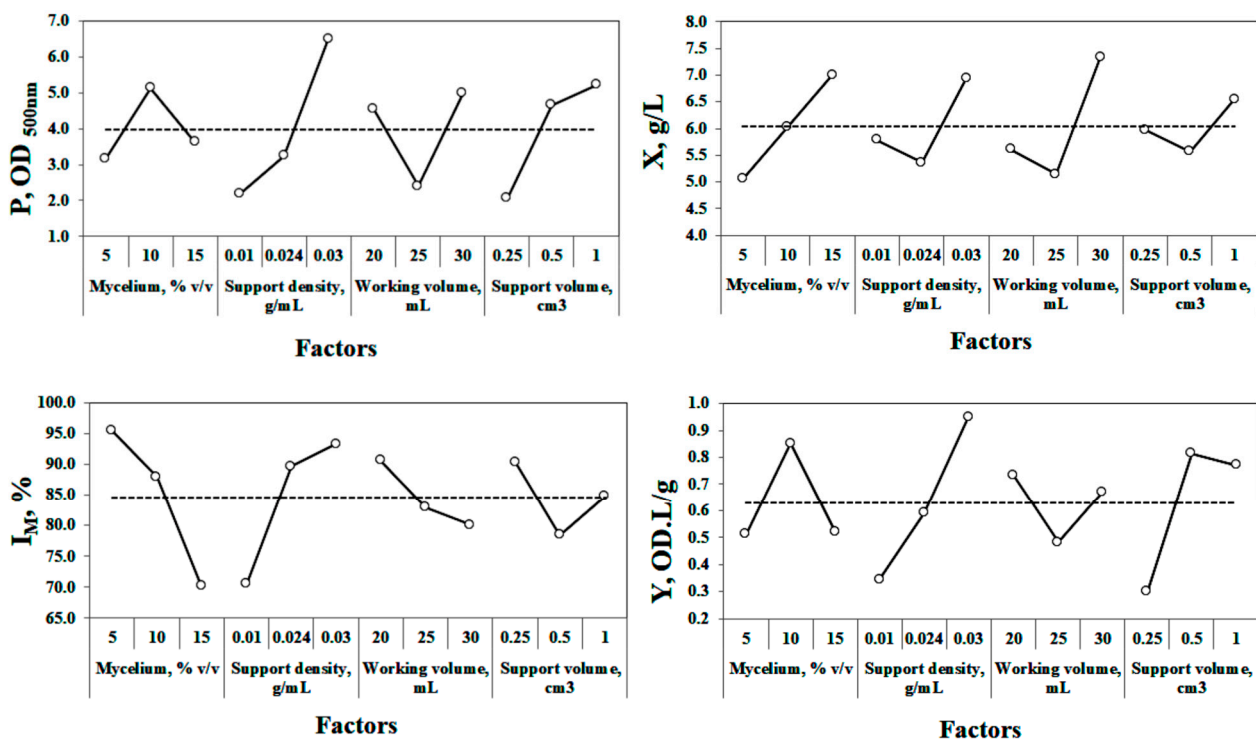 P, OD 500nm
7.0
6.0
5.0
4.0
3.0
2.0
1.0
5 10 15 0.01 0.024 0.03 20 25 30 0.25 0.5 1
Mycelium, % v/v Support density, g/mL Working volume, mL Support volume, cm3
Factors
X, g/L
8.0
7.5
7.0
6.5
6.0
5.5
5.0
4.5
4.0
5 10 15 0.01 0.024 0.03 20 25 30 0.25 0.5 1
Mycelium, % v/v Support density, g/mL Working volume, mL Support volume, cm3
Factors
IM, %
100.0
95.0
90.0
85.0
80.0
75.0
70.0
65.0
5 10 15 0.01 0.024 0.03 20 25 30 0.25 0.5 1
Mycelium, % v/v Support density, g/mL Working volume, mL Support volume, cm3
Factors
Y, OD.L/g
1.0
0.9
0.8
0.7
0.6
0.5
0.4
0.3
0.2
5 10 15 0.01 0.024 0.03 20 25 30 0.25 0.5 1
Mycelium, % v/v Support density, g/mL Working volume, mL Support volume, cm3
Factors